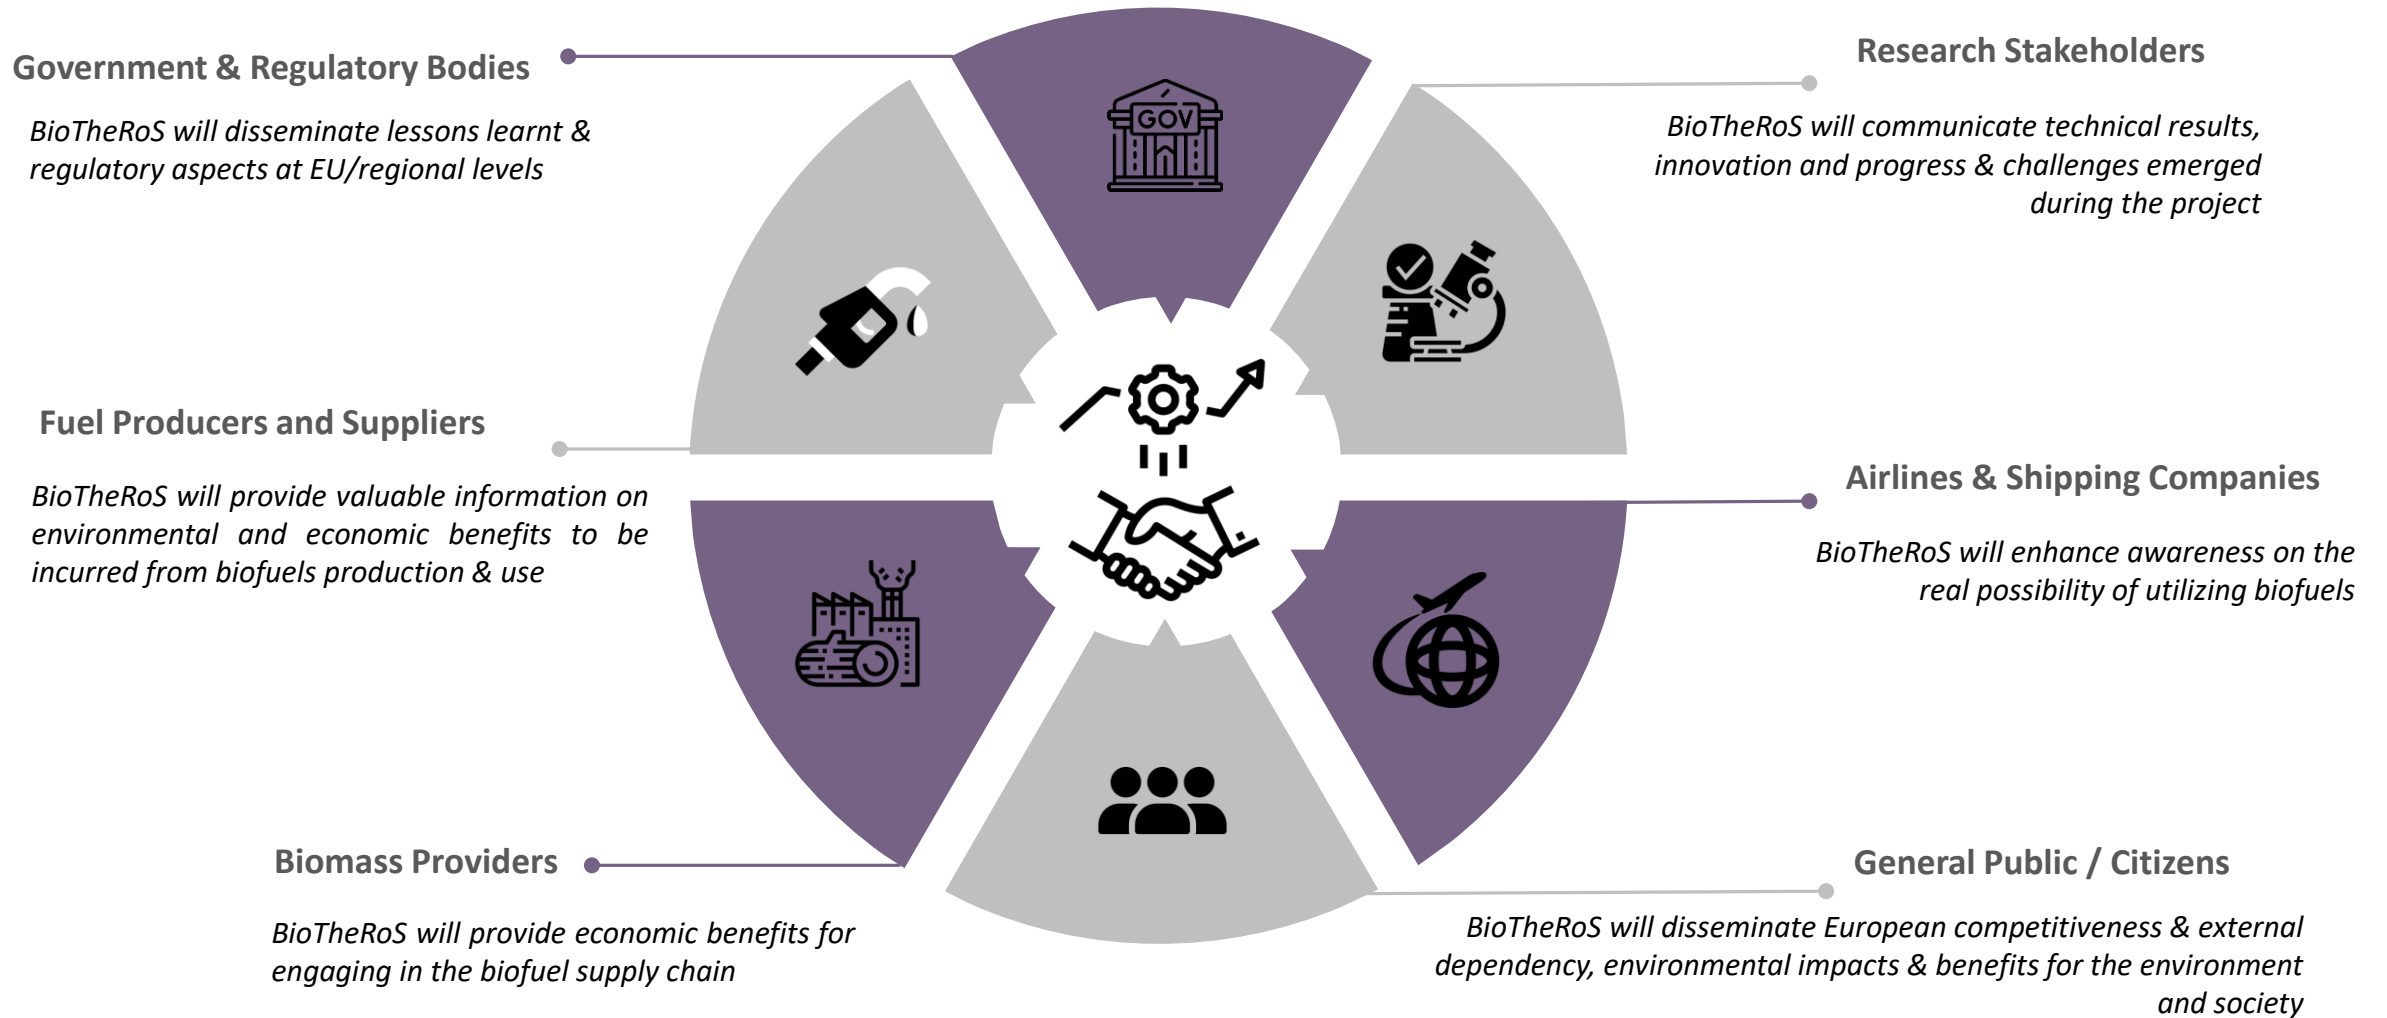 Government & Regulatory Bodies
BioTheRoS will disseminate lessons learnt &
regulatory aspects at EU/regional levels
GOV
Research Stakeholders
BioTheRoS will communicate technical results,
innovation and progress & challenges emerged
during the project
Fuel Producers and Suppliers
BioTheRoS will provide valuable information on
environmental and economic benefits to be
incurred from biofuels production & use
Airlines & Shipping Companies
BioTheRoS will enhance awareness on the
real possibility of utilizing biofuels
Biomass Providers
BioTheRoS will provide economic benefits for
engaging in the biofuel supply chain
General Public / Citizens
BioTheRoS will disseminate European competitiveness & external
dependency, environmental impacts & benefits for the environment
and society